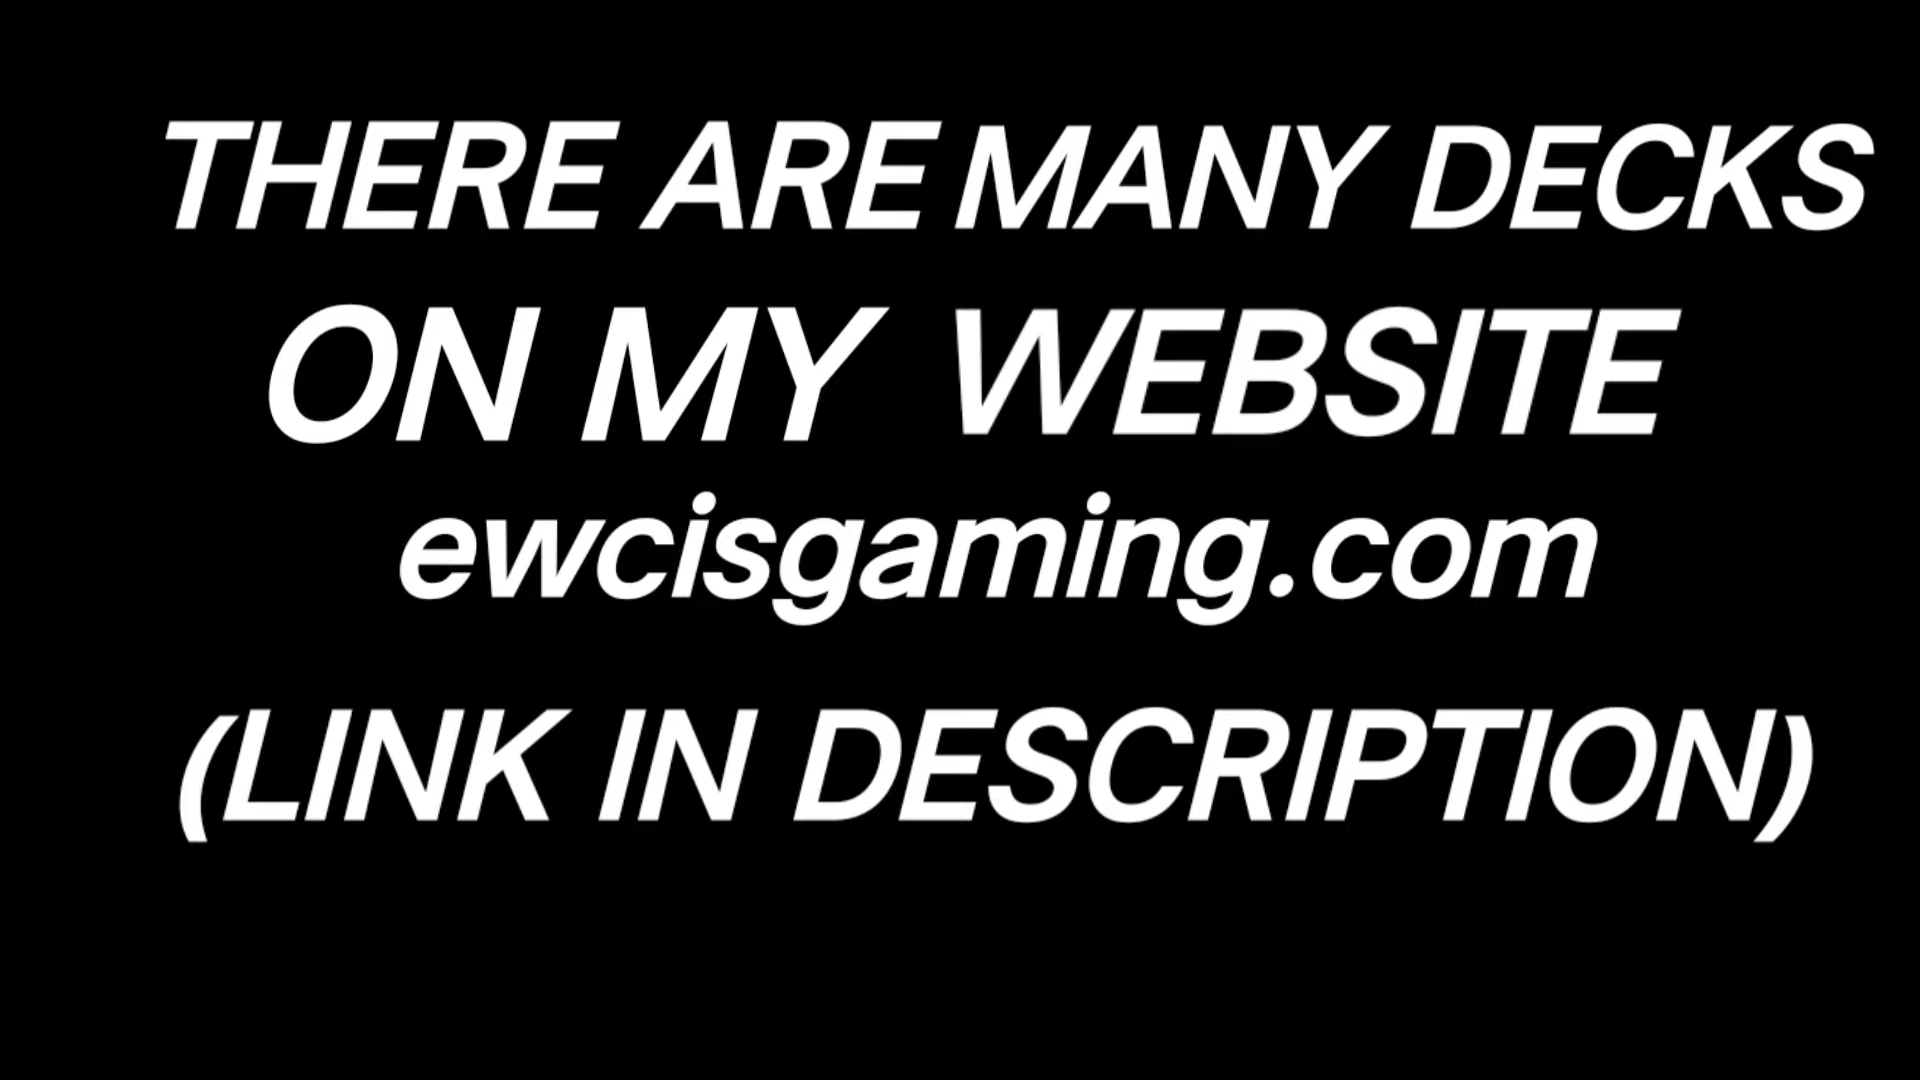 THERE ARE MANY DECKS
ON MY WEBSITE
ewcisgaming.com
(LINK IN DESCRIPTION)